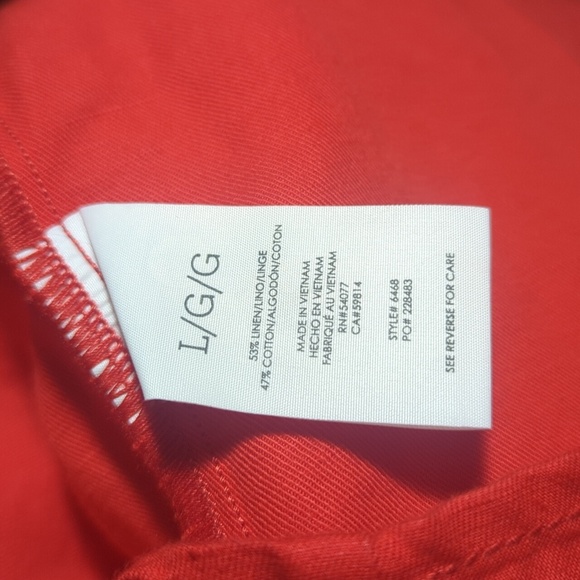 L/G/G
53% LINEN/LINO/LINGE
47% COTTON/ALGODÓN/COTON
MADE IN VIETNAM
HECHO EN VIETNAM
FABRIQUÉ AU VIETNAM
RN#54077
CA#59814
STYLE# 6468
PO# 228483
SEE REVERSE FOR CARE